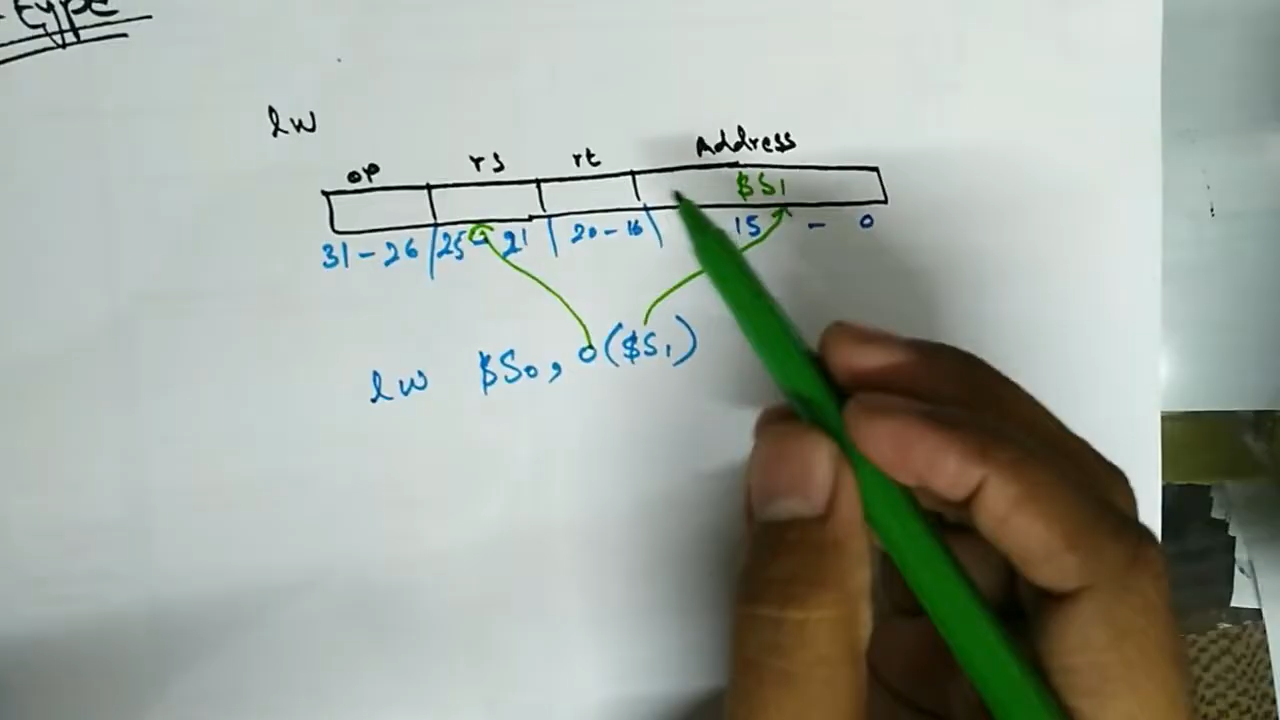 type
lw
op rs rt Address
$S1
31 - 26 25 21 20 - 16 15 - 0
lw $S0, 0($S1)